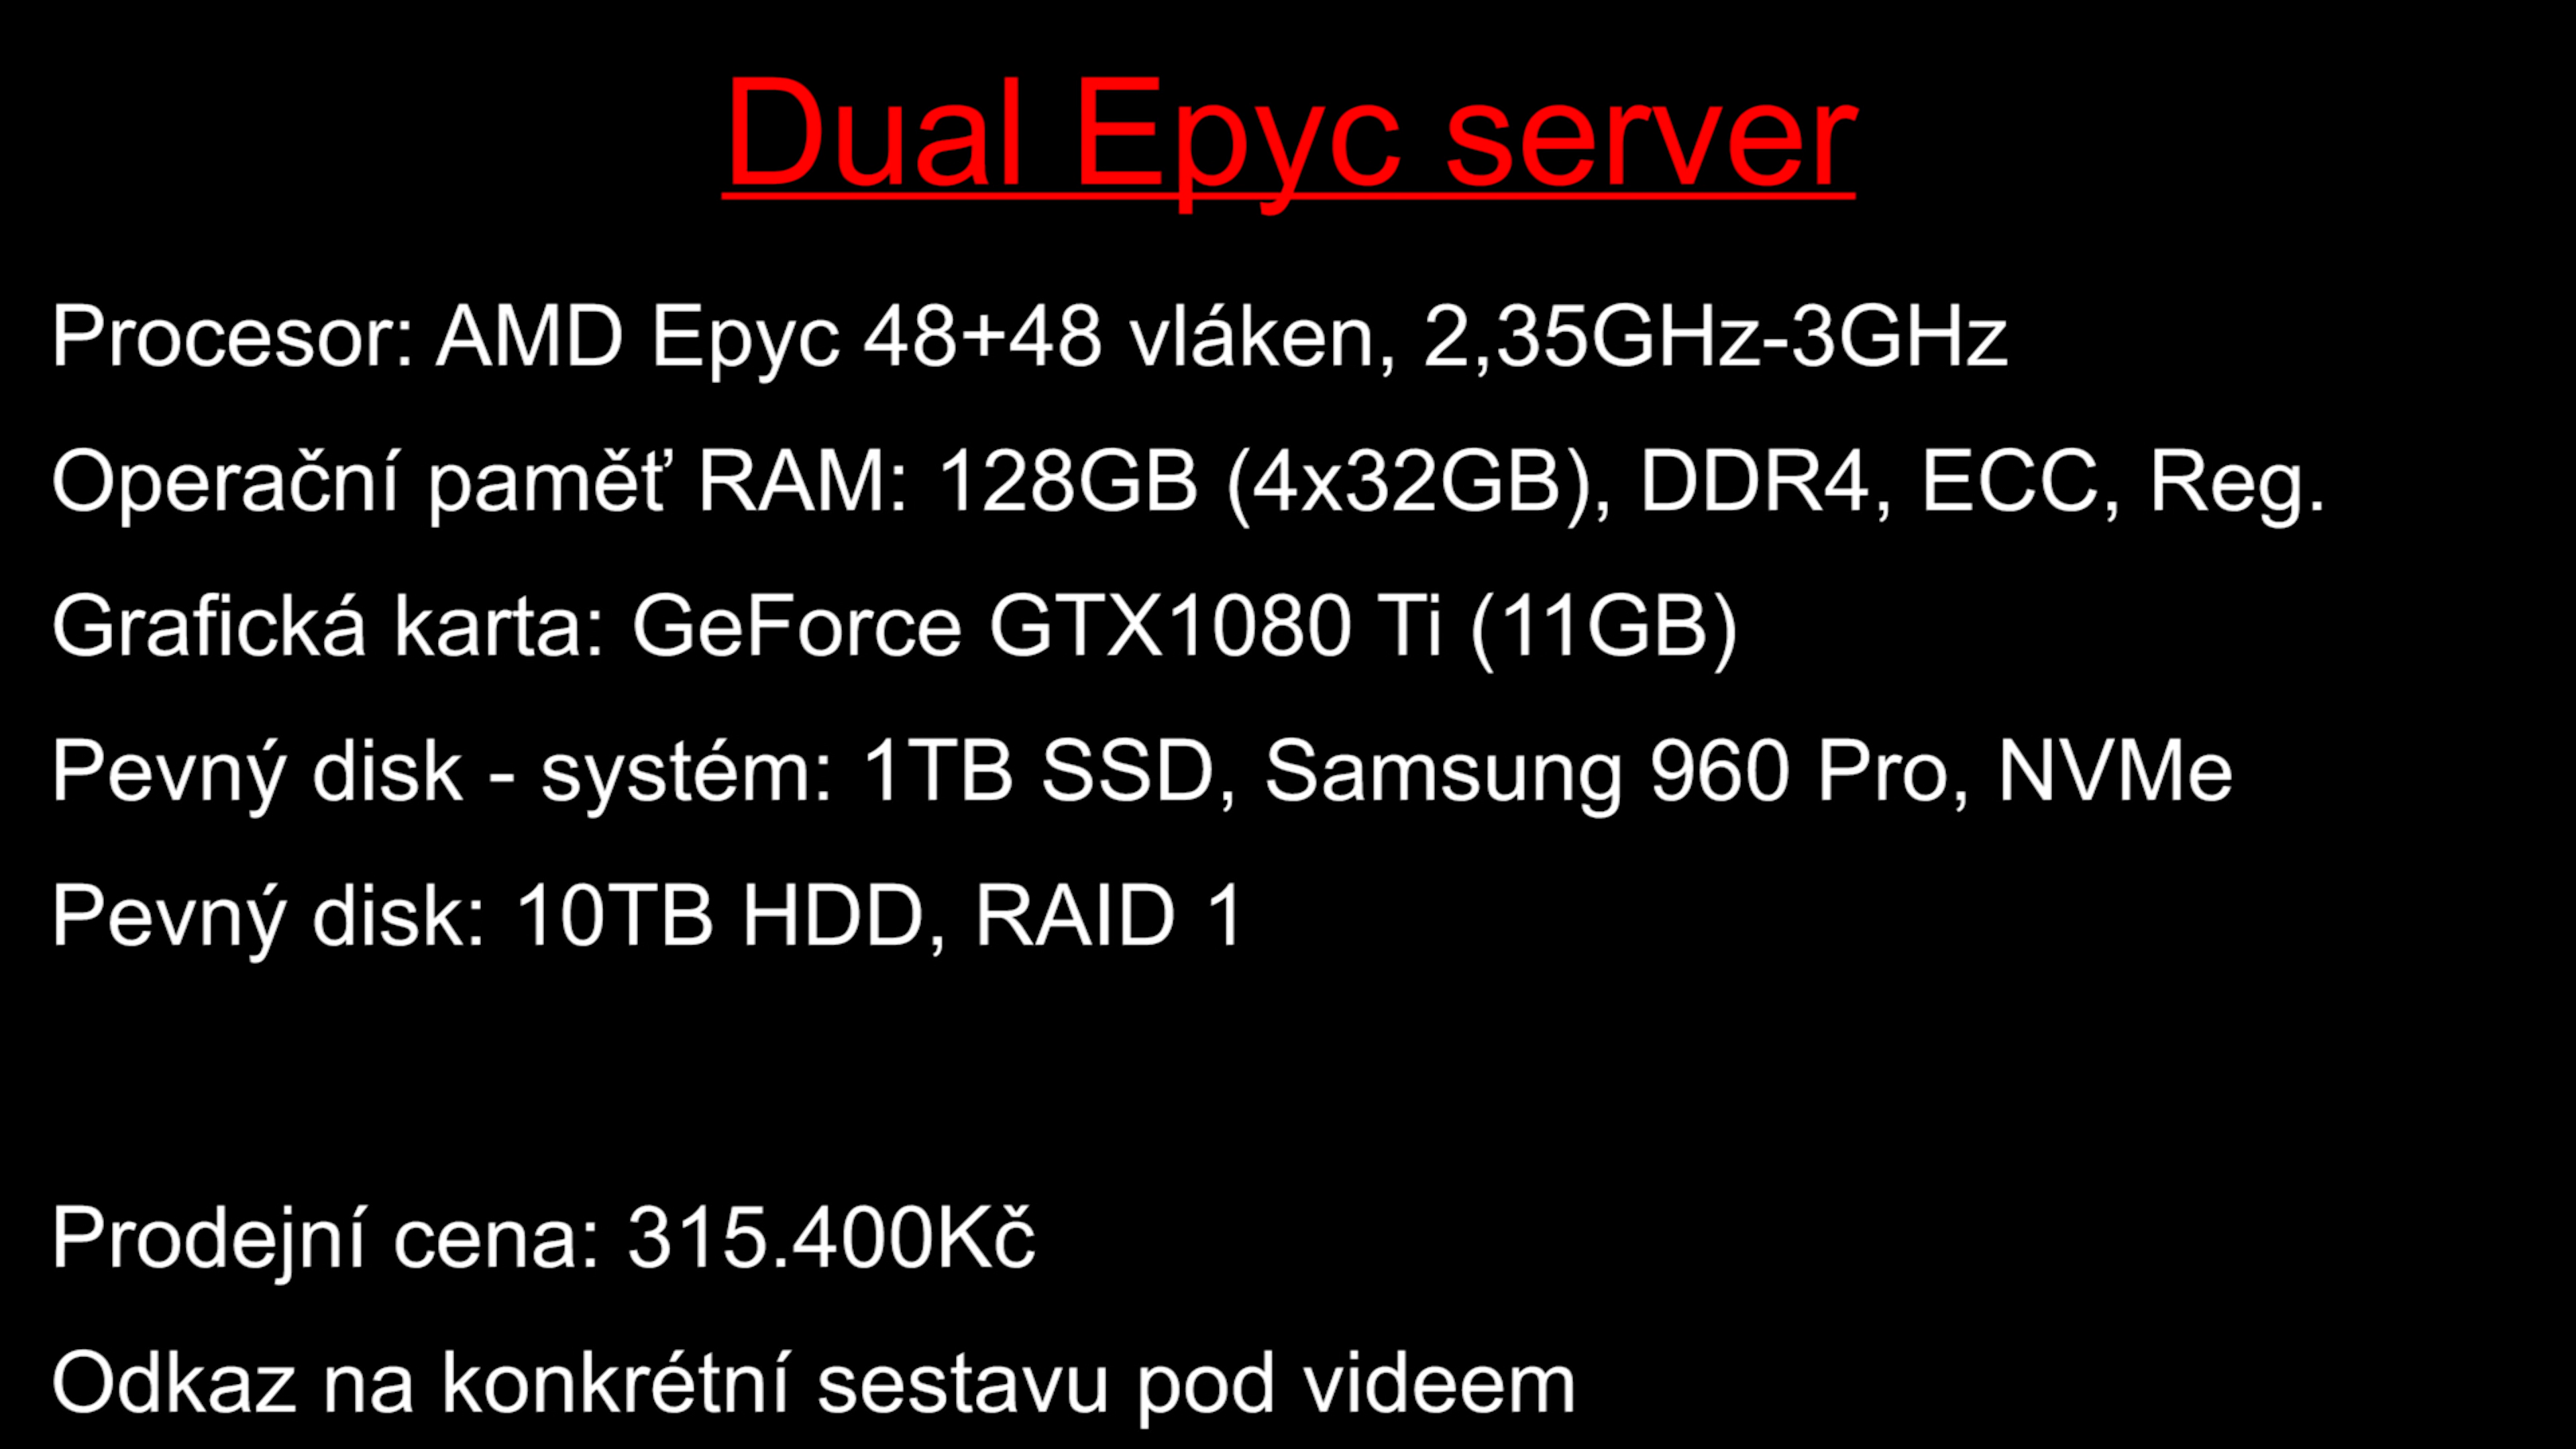 Dual Epyc server
Procesor: AMD Epyc 48+48 vláken, 2,35GHz-3GHz
Operační paměť RAM: 128GB (4x32GB), DDR4, ECC, Reg.
Grafická karta: GeForce GTX1080 Ti (11GB)
Pevný disk - systém: 1TB SSD, Samsung 960 Pro, NVMe
Pevný disk: 10TB HDD, RAID 1
Prodejní cena: 315.400Kč
Odkaz na konkrétní sestavu pod videem